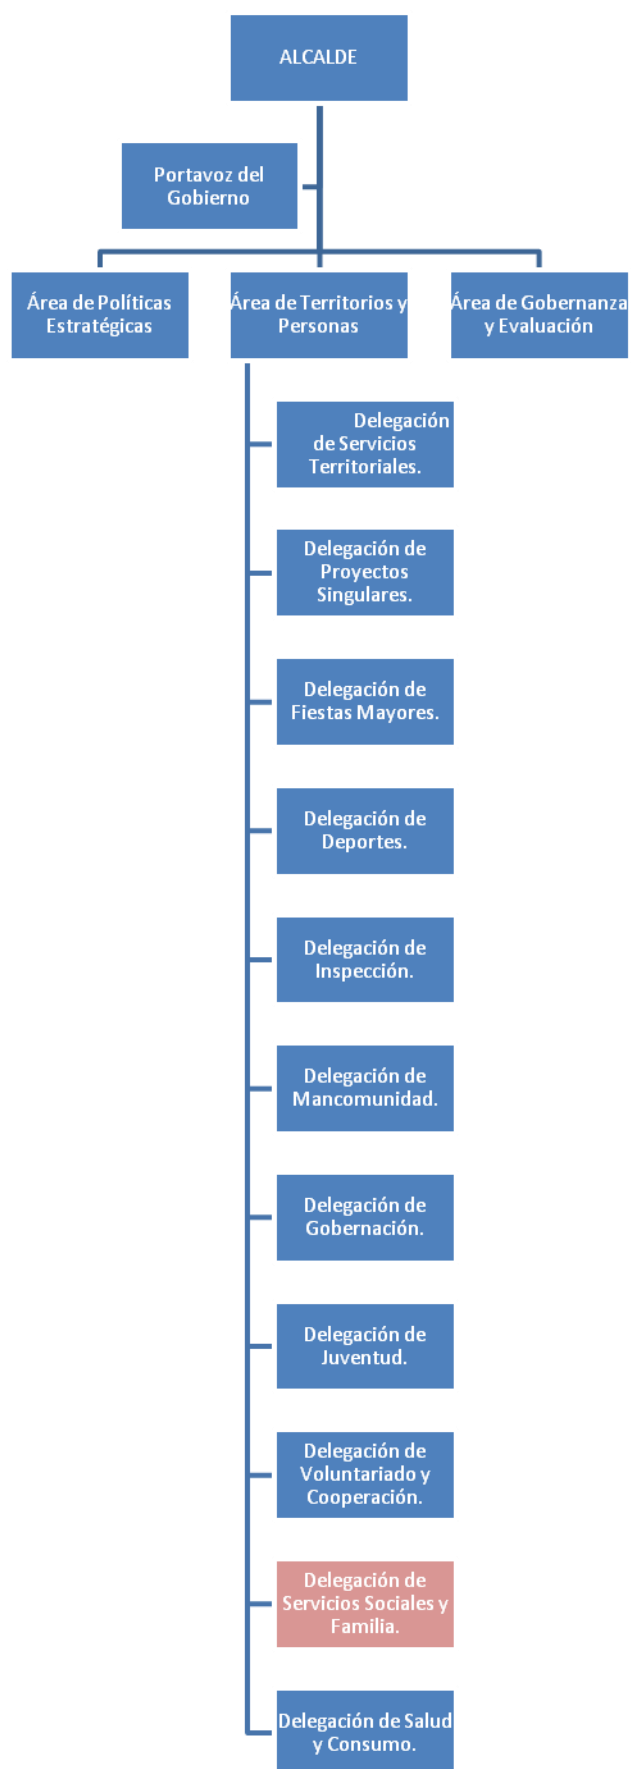 ALCALDE
Portavoz del
Gobierno
Área de Políticas
Estratégicas
Área de Territorios y
Personas
Área de Gobernanza
y Evaluación
Delegación
de Servicios
Territoriales.
Delegación de
Proyectos
Singulares.
Delegación de
Fiestas Mayores.
Delegación de
Deportes.
Delegación de
Inspección.
Delegación de
Mancomunidad.
Delegación de
Gobernación.
Delegación de
Juventud.
Delegación de
Voluntariado y
Cooperación.
Delegación de
Servicios Sociales y
Familia.
Delegación de Salud
y Consumo.